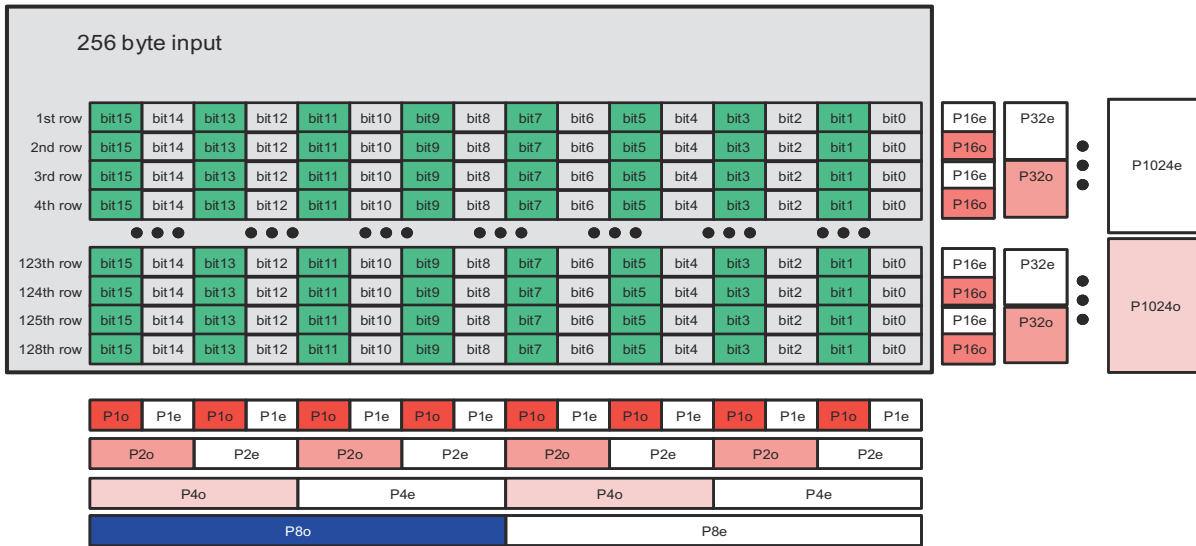 256 byte input
1st row bit15 bit14 bit13 bit12 bit11 bit10 bit9 bit8 bit7 bit6 bit5 bit4 bit3 bit2 bit1 bit0 P16e P32e
2nd row bit15 bit14 bit13 bit12 bit11 bit10 bit9 bit8 bit7 bit6 bit5 bit4 bit3 bit2 bit1 bit0 P16o
3rd row bit15 bit14 bit13 bit12 bit11 bit10 bit9 bit8 bit7 bit6 bit5 bit4 bit3 bit2 bit1 bit0 P16e P32o P1024e
4th row bit15 bit14 bit13 bit12 bit11 bit10 bit9 bit8 bit7 bit6 bit5 bit4 bit3 bit2 bit1 bit0 P16o
123th row bit15 bit14 bit13 bit12 bit11 bit10 bit9 bit8 bit7 bit6 bit5 bit4 bit3 bit2 bit1 bit0 P16e P32e
124th row bit15 bit14 bit13 bit12 bit11 bit10 bit9 bit8 bit7 bit6 bit5 bit4 bit3 bit2 bit1 bit0 P16o P1024o
125th row bit15 bit14 bit13 bit12 bit11 bit10 bit9 bit8 bit7 bit6 bit5 bit4 bit3 bit2 bit1 bit0 P16e P32o
128th row bit15 bit14 bit13 bit12 bit11 bit10 bit9 bit8 bit7 bit6 bit5 bit4 bit3 bit2 bit1 bit0 P16o
P1o P1e P1o P1e P1o P1e P1o P1e P1o P1e P1o P1e P1o P1e P1o P1e
P2o P2e P2o P2e P2o P2e P2o P2e
P4o P4e P4o P4e
P8o P8e